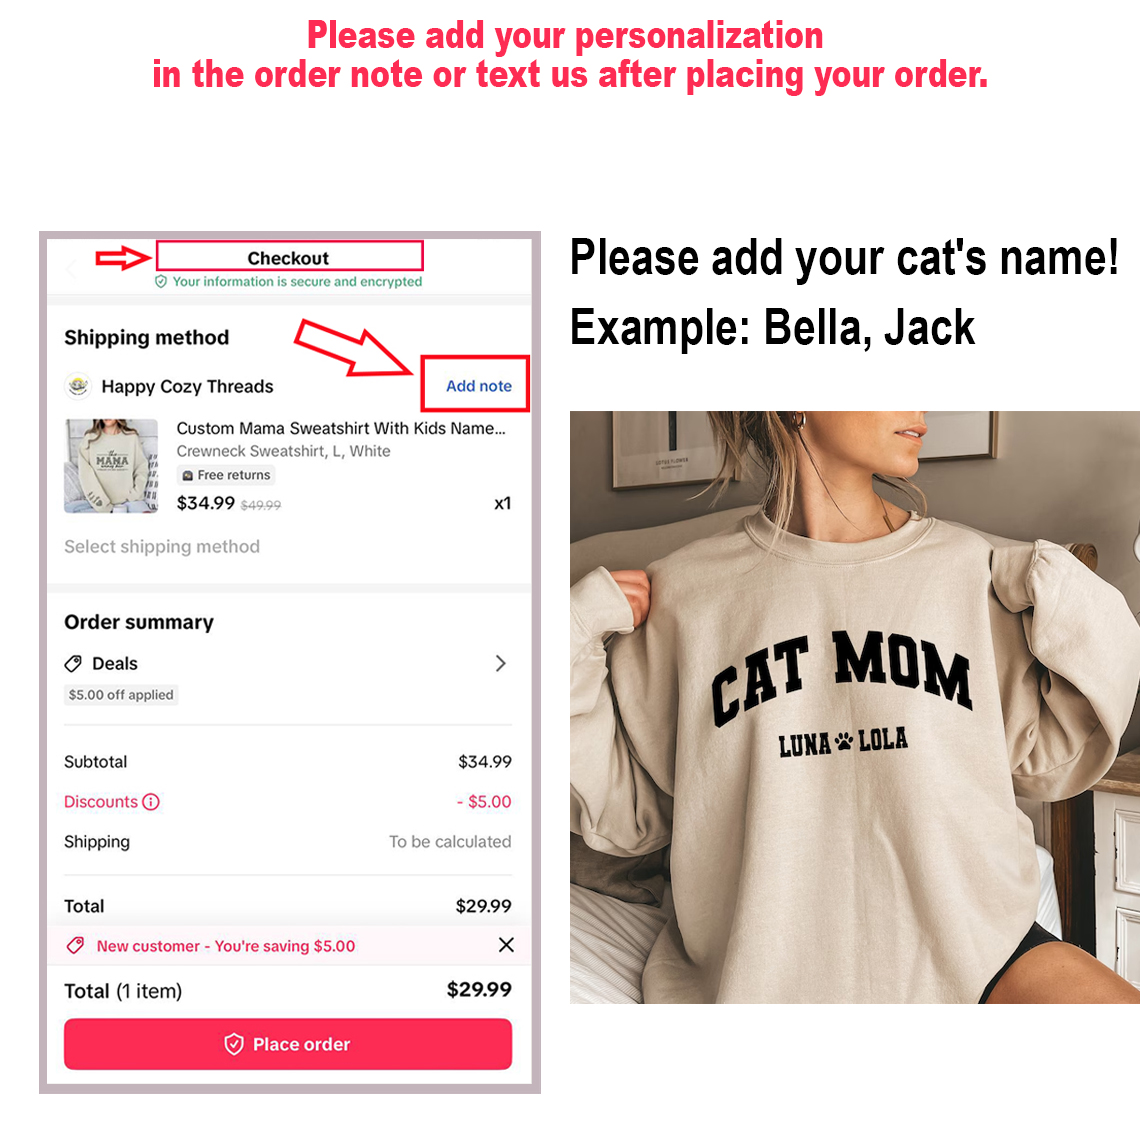 Please add your personalization
in the order note or text us after placing your order.
Checkout
Your information is secure and encrypted
Shipping method
Happy Cozy Threads
Add note
Custom Mama Sweatshirt With Kids Name...
Crewneck Sweatshirt, L, White
Free returns
$34.99 $49.99
x1
MAMA
Select shipping method
Order summary
Deals
$5.00 off applied
Subtotal
$34.99
Discounts
- $5.00
Shipping
To be calculated
Total
$29.99
New customer - You're saving $5.00
Total (1 item)
$29.99
Place order
Please add your cat's name!
Example: Bella, Jack
CAT MOM
LUNA LOLA